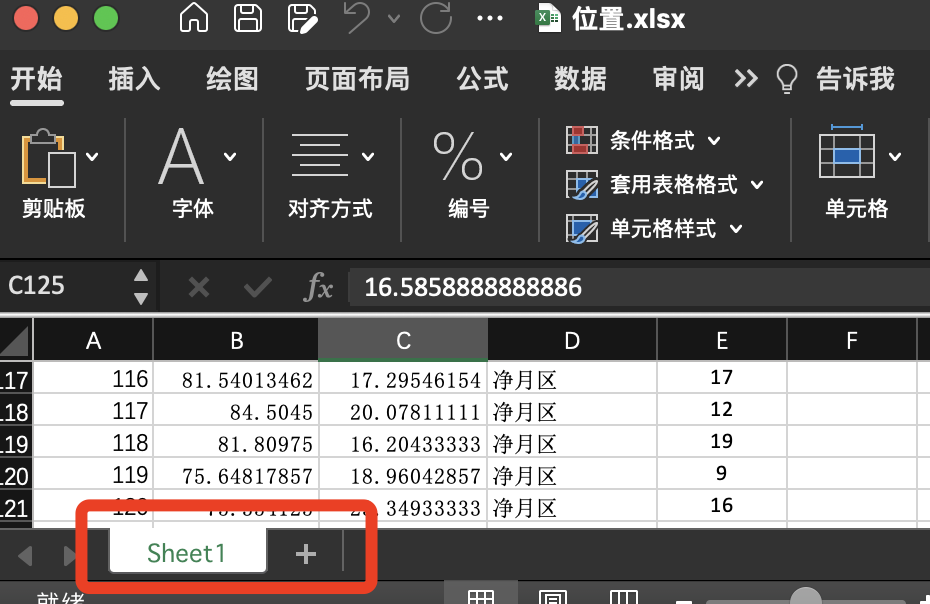 位置.xlsx
开始 插入 绘图 页面布局 公式 数据 审阅 告诉我
剪贴板 字体 对齐方式 编号 条件格式 套用表格格式 单元格样式 单元格
C125 fx 16.5858888888886
A B C D E F
117 116 81.54013462 17.29546154 净月区 17
118 117 84.5045 20.07811111 净月区 12
119 118 81.80975 16.20433333 净月区 19
120 119 75.64817857 18.96042857 净月区 9
121 净月区 16
Sheet1 +
就绪